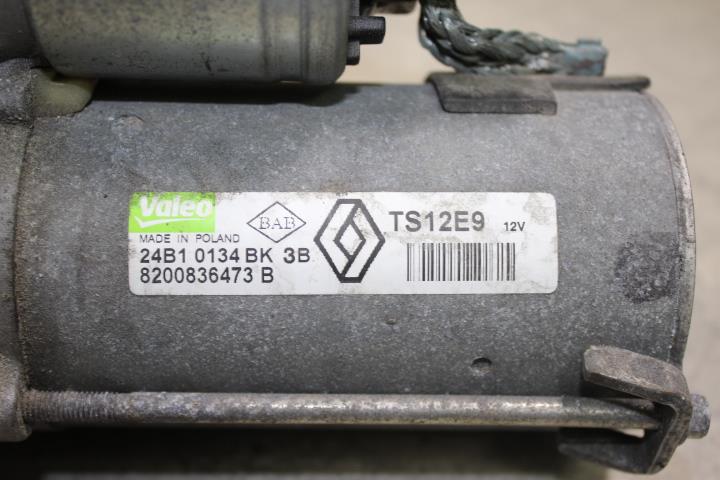 Valeo
BAB
TS12E9 12V
MADE IN POLAND
24B1 0134 BK 3B
8200836473 B